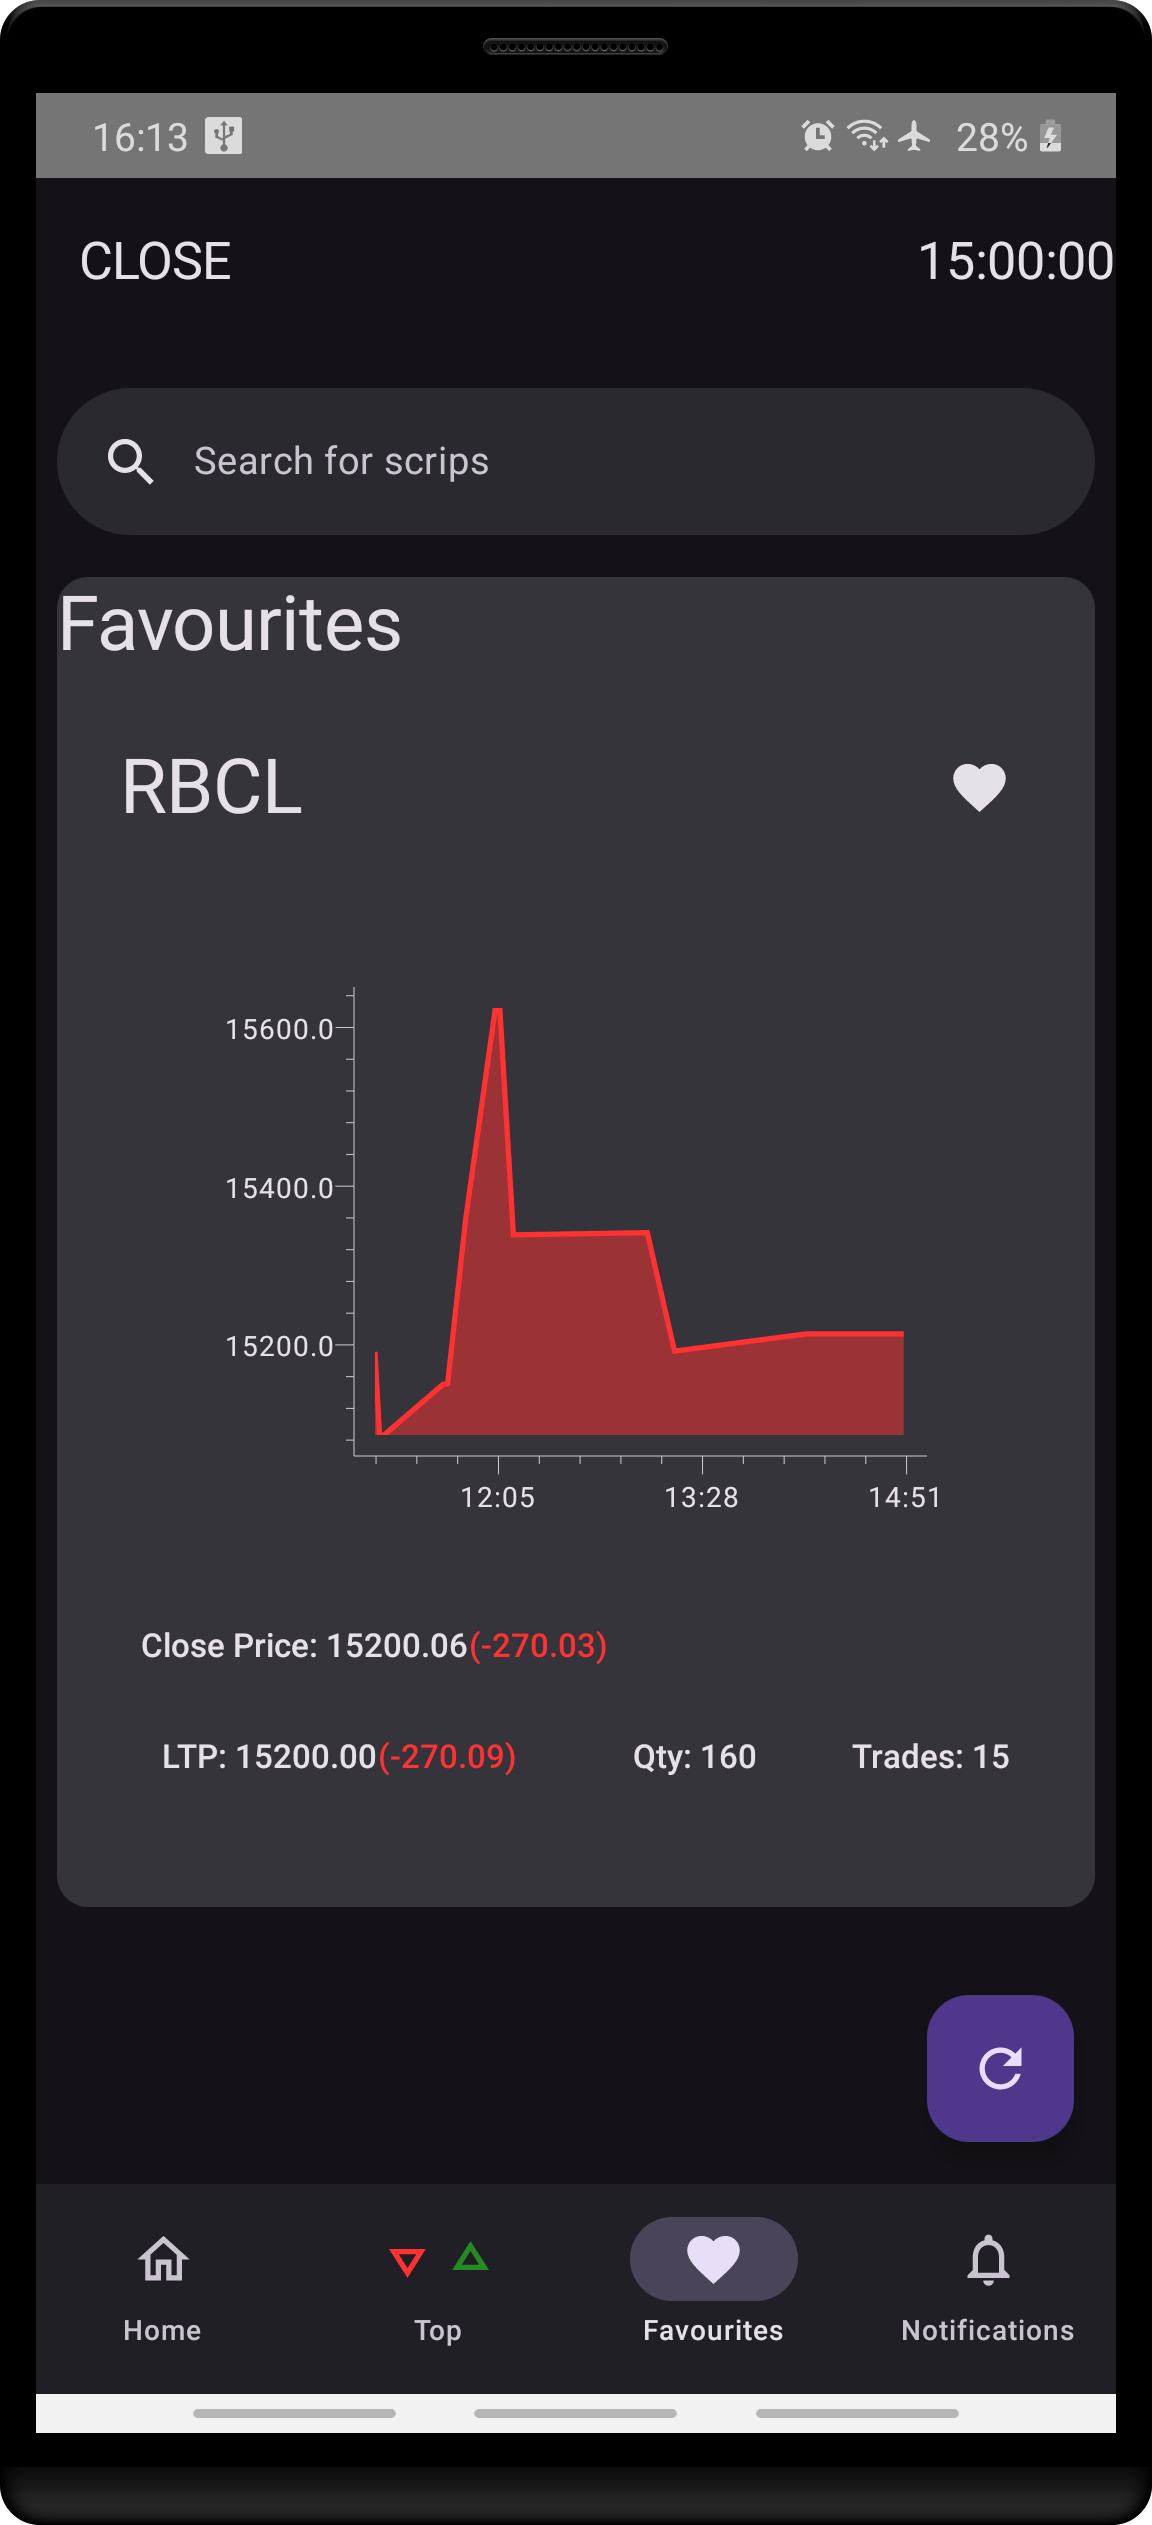 16:13 28%
CLOSE 15:00:00
Search for scrips
Favourites
RBCL
15600.0
15400.0
15200.0
12:05 13:28 14:51
Close Price: 15200.06(-270.03)
LTP: 15200.00(-270.09) Qty: 160 Trades: 15
Home Top Favourites Notifications